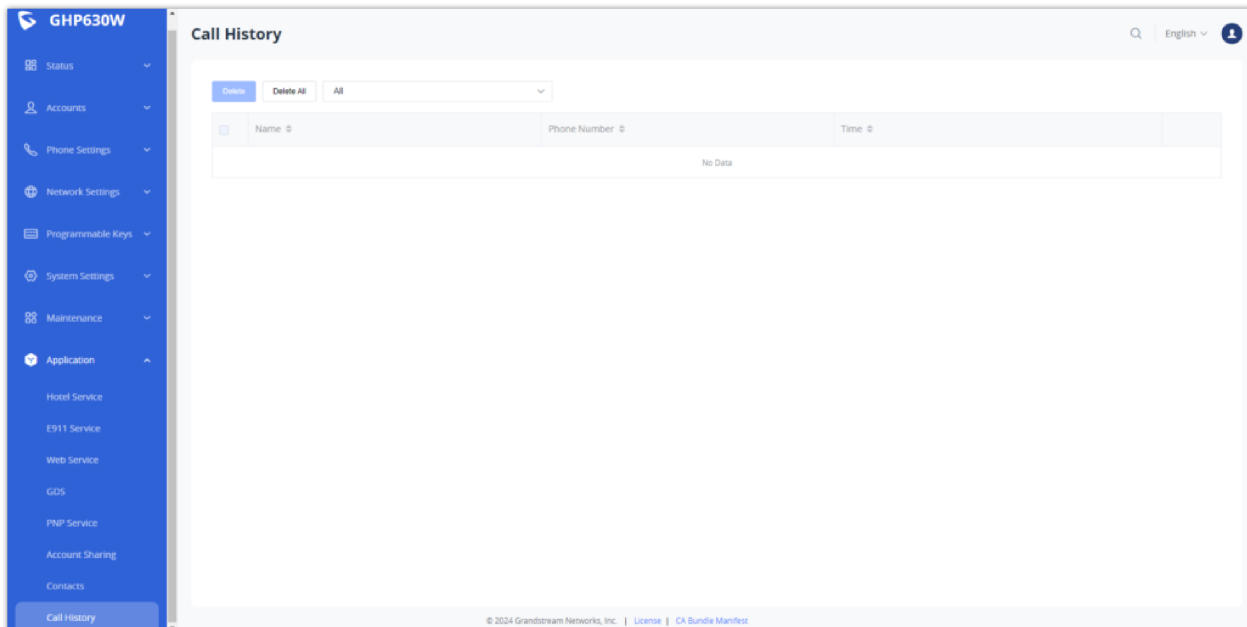 GHP630W
Status
Accounts
Phone Settings
Network Settings
Programmable Keys
System Settings
Maintenance
Application
Hotel Service
E911 Service
Web Service
GDS
PNP Service
Account Sharing
Contacts
Call History
Call History
English
Delete
Delete All
All
Name
Phone Number
Time
No Data
© 2024 Grandstream Networks, Inc. | License | CA Bundle Manifest